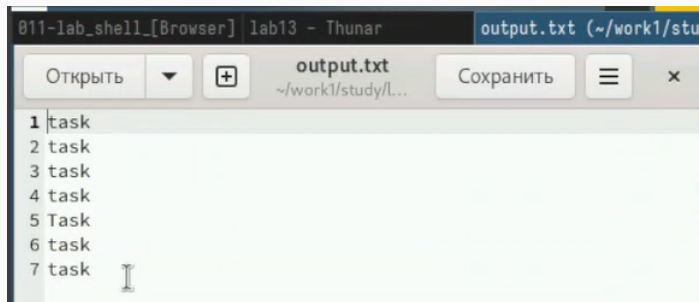 011-lab_shell_[Browser] lab13 - Thunar output.txt (~/work1/stu
Открыть output.txt Сохранить
~/work1/study/l...
1 task
2 task
3 task
4 task
5 Task
6 task
7 task